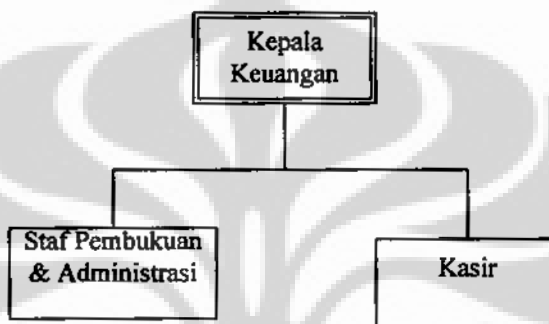 Kepala
Keuangan
Staf Pembukuan
& Administrasi
Kasir